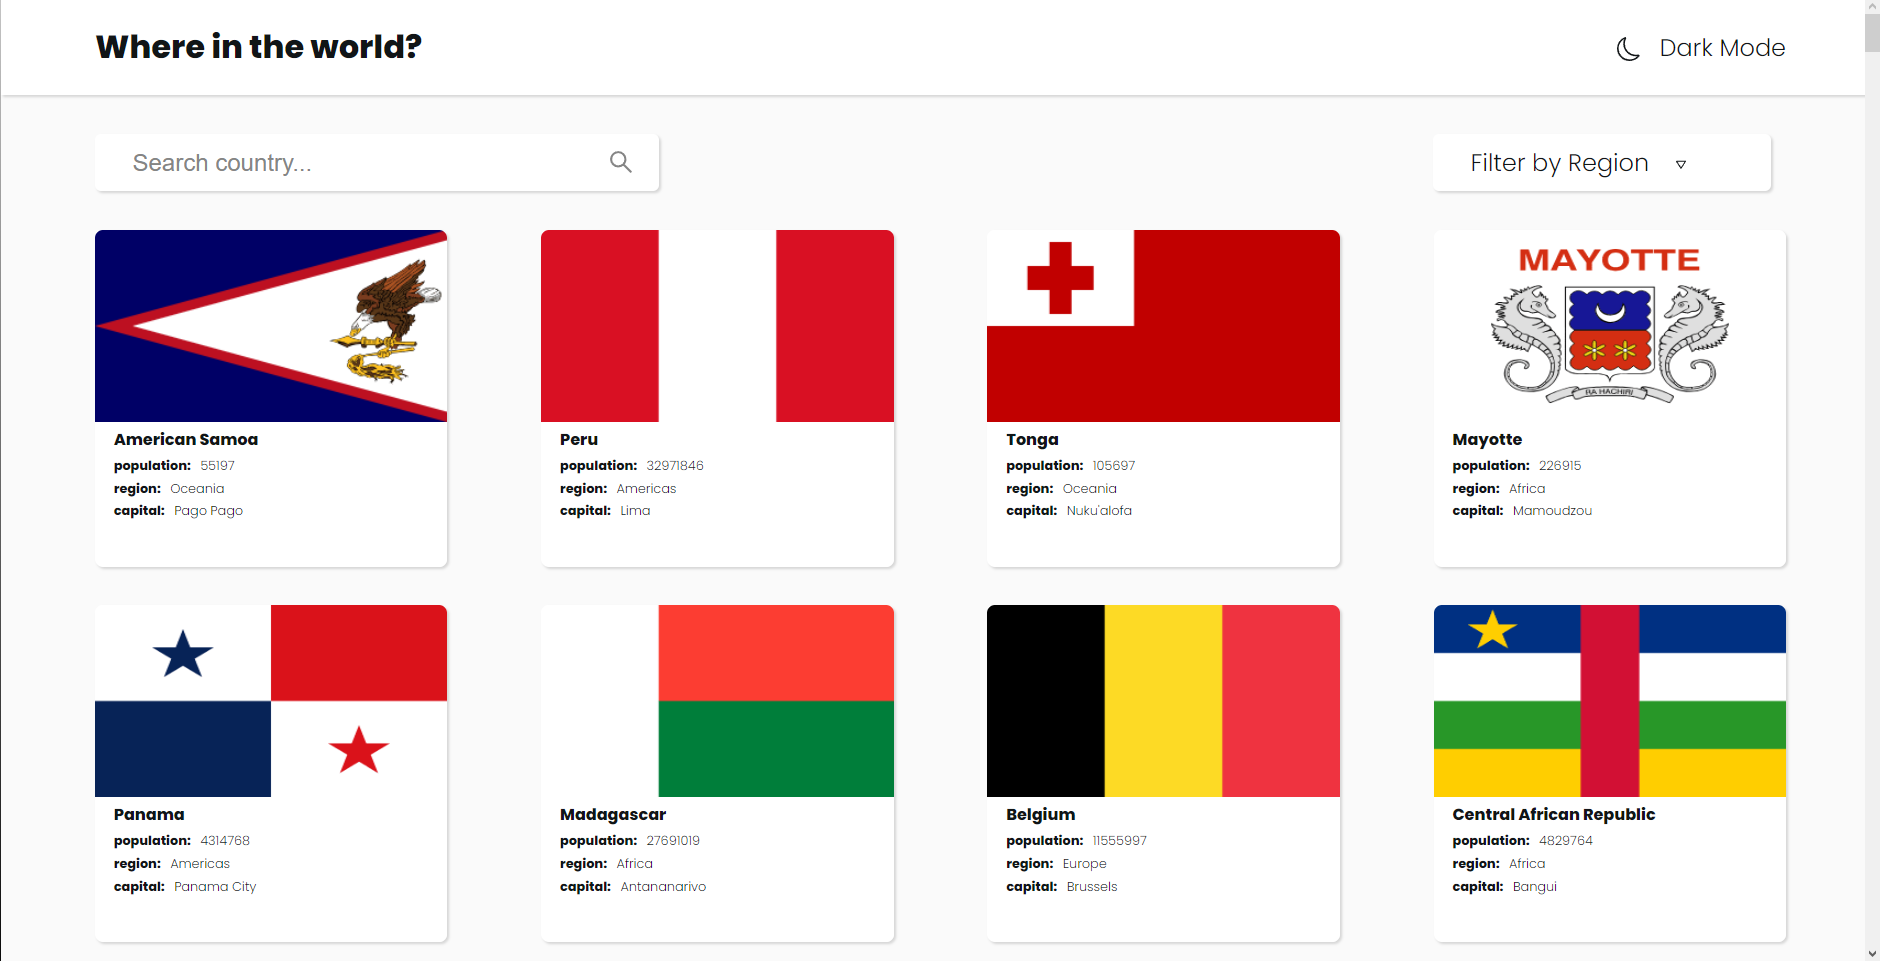 Where in the world?
Dark Mode
Search country...
Filter by Region
MAYOTTE
RA HACHIRI
American Samoa
population: 55197
region: Oceania
capital: Pago Pago
Peru
population: 32971846
region: Americas
capital: Lima
Tonga
population: 105697
region: Oceania
capital: Nuku'alofa
Mayotte
population: 226915
region: Africa
capital: Mamoudzou
Panama
population: 4314768
region: Americas
capital: Panama City
Madagascar
population: 27691019
region: Africa
capital: Antananarivo
Belgium
population: 11555997
region: Europe
capital: Brussels
Central African Republic
population: 4829764
region: Africa
capital: Bangui